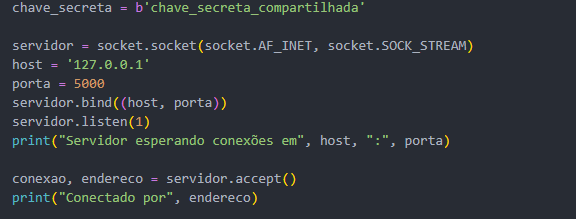 chave_secreta = b'chave_secreta_compartilhada'
servidor = socket.socket(socket.AF_INET, socket.SOCK_STREAM)
host = '127.0.0.1'
porta = 5000
servidor.bind((host, porta))
servidor.listen(1)
print("Servidor esperando conexões em", host, ":", porta)
conexao, endereco = servidor.accept()
print("Conectado por", endereco)